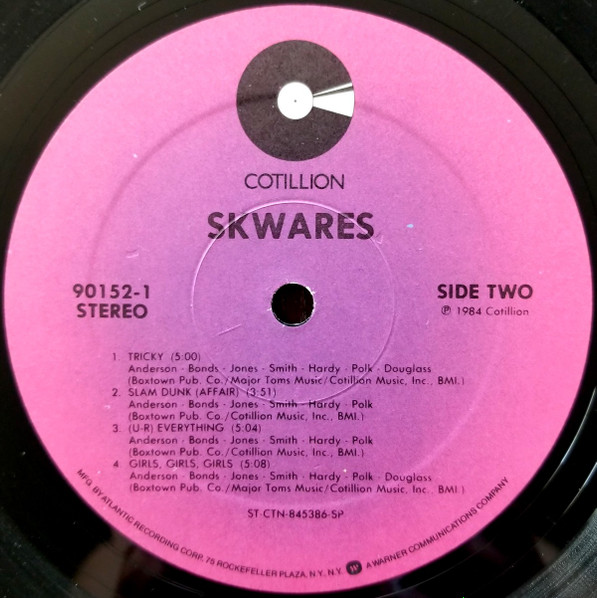 COTILLION
SKWARES
90152-1
STEREO
SIDE TWO
℗ 1984 Cotillion
1. TRICKY (5:00)
Anderson · Bonds · Jones · Smith · Hardy · Polk · Douglass
(Boxtown Pub. Co./Major Toms Music/Cotillion Music, Inc., BMI.)
2. SLAM DUNK (AFFAIR) (3:51)
Anderson · Bonds · Jones · Smith · Hardy · Polk
(Boxtown Pub. Co./Cotillion Music, Inc., BMI.)
3. (U-R) EVERYTHING (5:04)
Anderson · Bonds · Jones · Smith · Hardy · Polk
(Boxtown Pub. Co./Cotillion Music, Inc., BMI.)
4. GIRLS, GIRLS, GIRLS (5:08)
Anderson · Bonds · Jones · Smith · Hardy · Polk · Douglass
(Boxtown Pub. Co./Major Toms Music/Cotillion Music, Inc., BMI.)
ST-CTN-845386-SP
MFG. BY ATLANTIC RECORDING CORP., 75 ROCKEFELLER PLAZA, N.Y., N.Y. A WARNER COMMUNICATIONS COMPANY